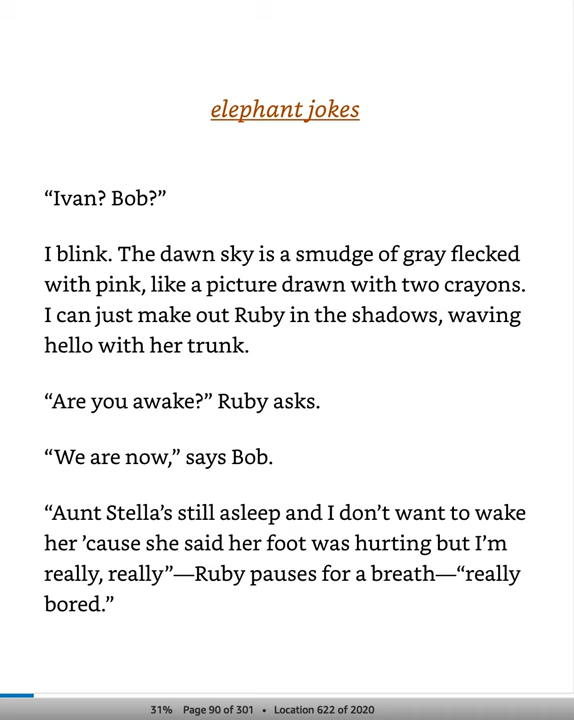 elephant jokes
“Ivan? Bob?”
I blink. The dawn sky is a smudge of gray flecked
with pink, like a picture drawn with two crayons.
I can just make out Ruby in the shadows, waving
hello with her trunk.
“Are you awake?” Ruby asks.
“We are now,” says Bob.
“Aunt Stella’s still asleep and I don’t want to wake
her ’cause she said her foot was hurting but I’m
really, really”—Ruby pauses for a breath—“really
bored.”
31% Page 90 of 301 • Location 622 of 2020